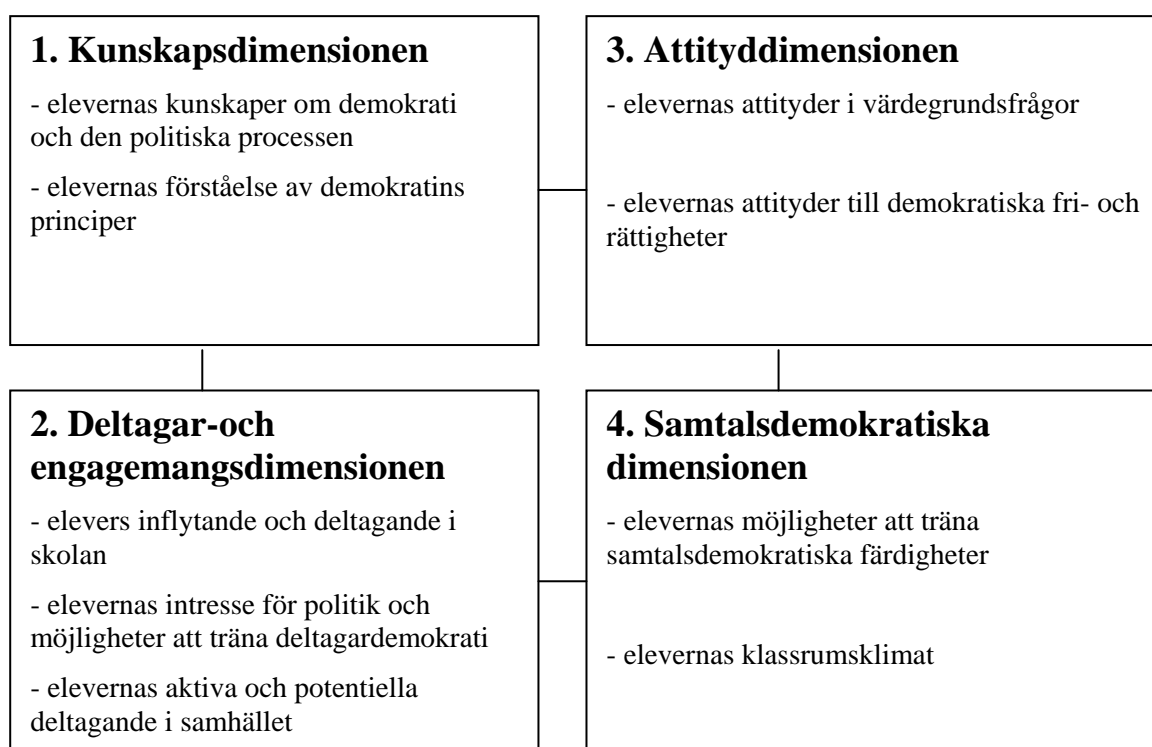 1. Kunskapsdimensionen
- elevernas kunskaper om demokrati
och den politiska processen
- elevernas förståelse av demokratins
principer
2. Deltagar-och
engagemangsdimensionen
- elevers inflytande och deltagande i
skolan
- elevernas intresse för politik och
möjligheter att träna deltagardemokrati
- elevernas aktiva och potentiella
deltagande i samhället
3. Attityddimensionen
- elevernas attityder i värdegrundsfrågor
- elevernas attityder till demokratiska fri- och
rättigheter
4. Samtalsdemokratiska
dimensionen
- elevernas möjligheter att träna
samtalsdemokratiska färdigheter
- elevernas klassrumsklimat